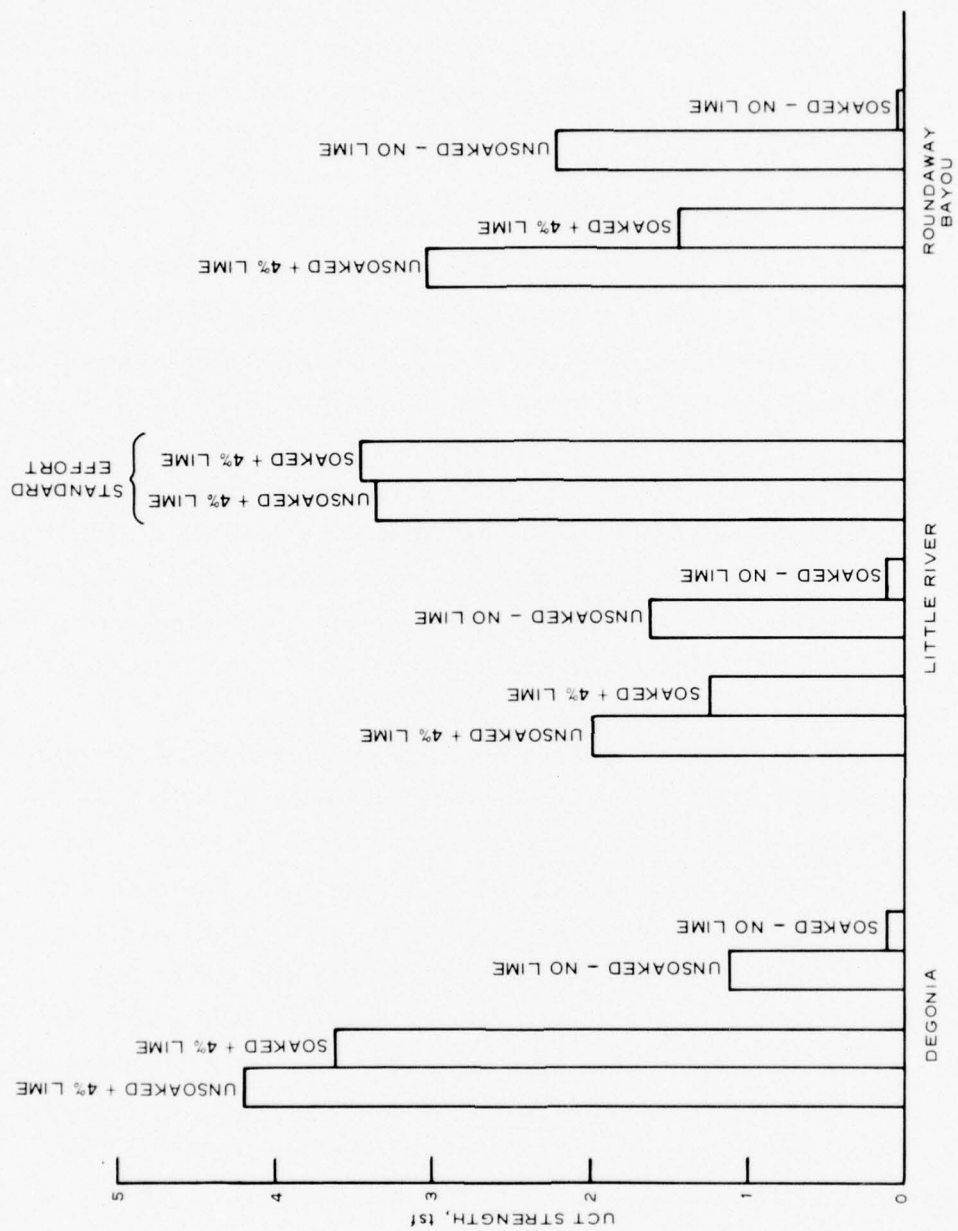 UCT STRENGTH, tsf
5
4
3
2
1
0
UNSOAKED + 4% LIME
SOAKED + 4% LIME
UNSOAKED - NO LIME
SOAKED - NO LIME
DEGONIA
UNSOAKED + 4% LIME
SOAKED + 4% LIME
UNSOAKED - NO LIME
SOAKED - NO LIME
STANDARD
EFFORT
UNSOAKED + 4% LIME
SOAKED + 4% LIME
LITTLE RIVER
UNSOAKED + 4% LIME
SOAKED + 4% LIME
UNSOAKED - NO LIME
SOAKED - NO LIME
ROUNDAWAY
BAYOU